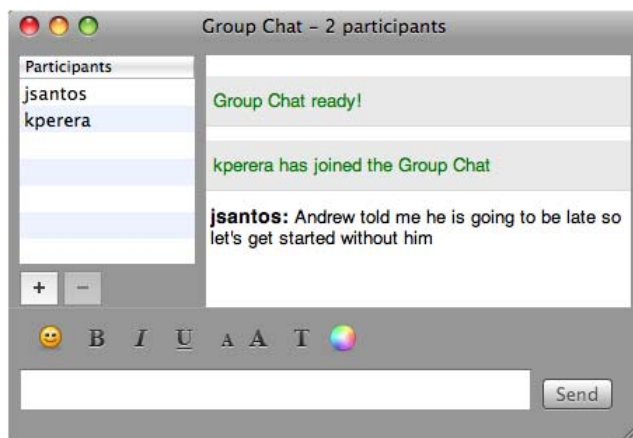 Group Chat – 2 participants
Participants
jsantos
kperera
Group Chat ready!
kperera has joined the Group Chat
jsantos: Andrew told me he is going to be late so
let's get started without him
+ −
B I U A A T
Send